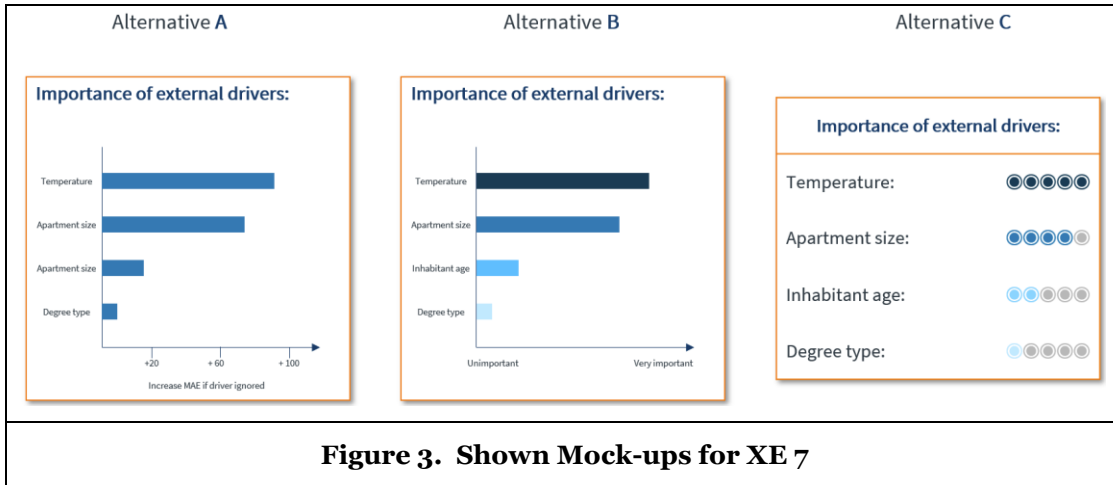 Alternative A
Importance of external drivers:
Temperature
Apartment size
Apartment size
Degree type
+20
+ 60
+ 100
Increase MAE if driver ignored
Alternative B
Importance of external drivers:
Temperature
Apartment size
Inhabitant age
Degree type
Unimportant
Very important
Alternative C
Importance of external drivers:
Temperature:
Apartment size:
Inhabitant age:
Degree type:
Figure 3. Shown Mock-ups for XE 7